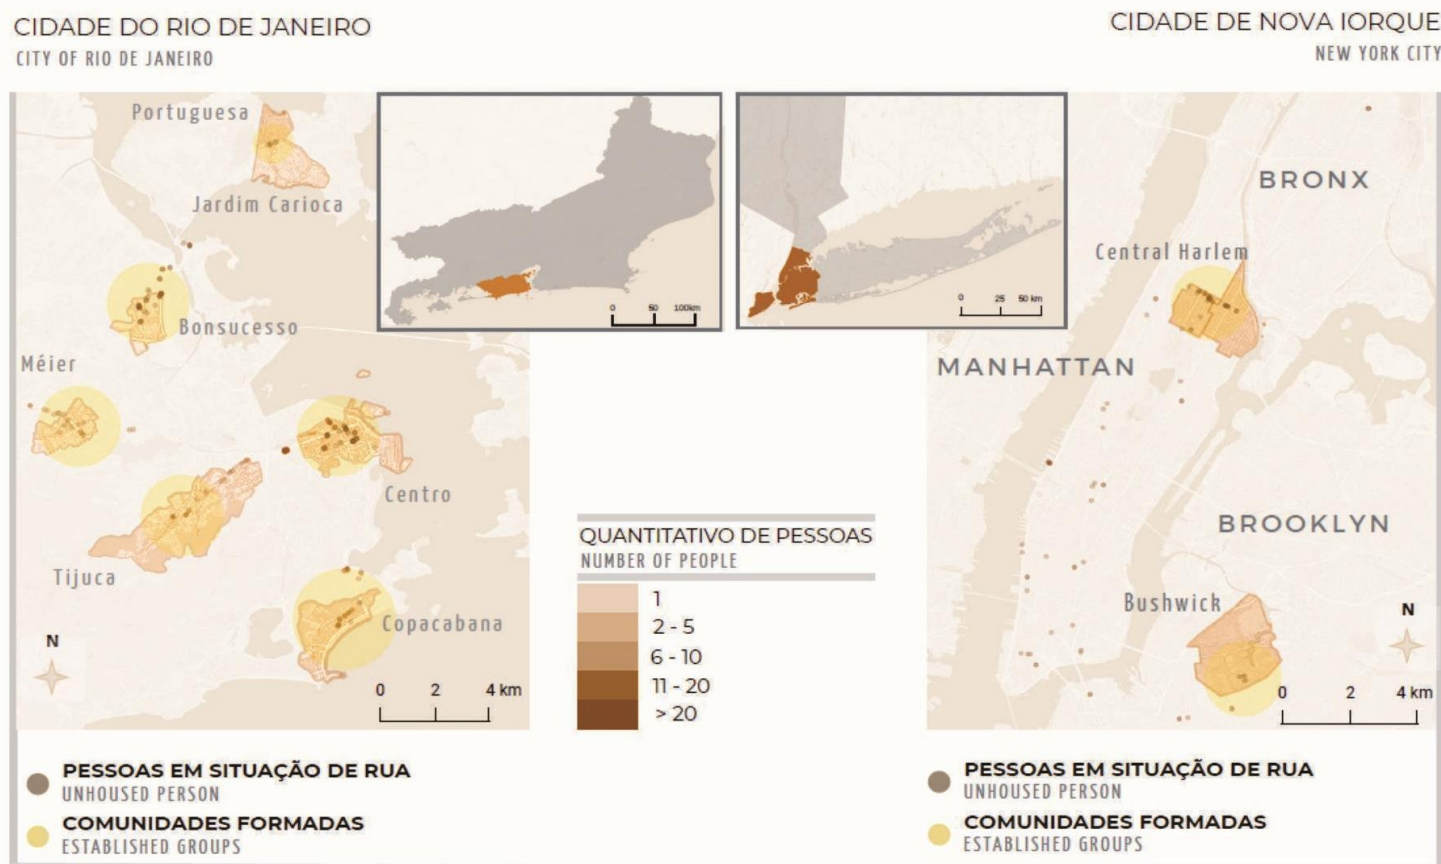 CIDADE DO RIO DE JANEIRO
CITY OF RIO DE JANEIRO
CIDADE DE NOVA IORQUE
NEW YORK CITY
Portuguesa
Jardim Carioca
Bonsucesso
Méier
Centro
Tijuca
Copacabana
N
0 2 4 km
0 50 100km
0 25 50 km
BRONX
Central Harlem
MANHATTAN
BROOKLYN
Bushwick
N
0 2 4 km
QUANTITATIVO DE PESSOAS
NUMBER OF PEOPLE
1
2 - 5
6 - 10
11 - 20
> 20
PESSOAS EM SITUAÇÃO DE RUA
UNHOUSED PERSON
COMUNIDADES FORMADAS
ESTABLISHED GROUPS
PESSOAS EM SITUAÇÃO DE RUA
UNHOUSED PERSON
COMUNIDADES FORMADAS
ESTABLISHED GROUPS